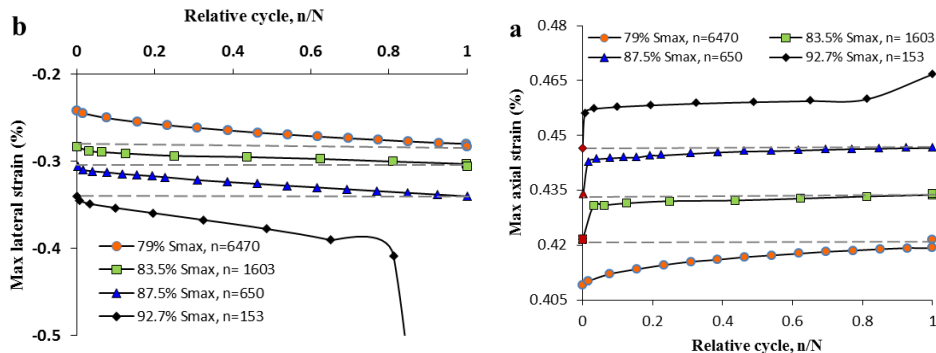 b
Relative cycle, n/N
0
0.2
0.4
0.6
0.8
1
-0.2
-0.3
-0.4
-0.5
Max lateral strain (%)
79% Smax, n=6470
83.5% Smax, n= 1603
87.5% Smax, n=650
92.7% Smax, n=153
a
79% Smax, n=6470
83.5% Smax, n= 1603
87.5% Smax, n=650
92.7% Smax, n=153
0.48
0.465
0.45
0.435
0.42
0.405
Max axial strain (%)
0
0.2
0.4
0.6
0.8
1
Relative cycle, n/N